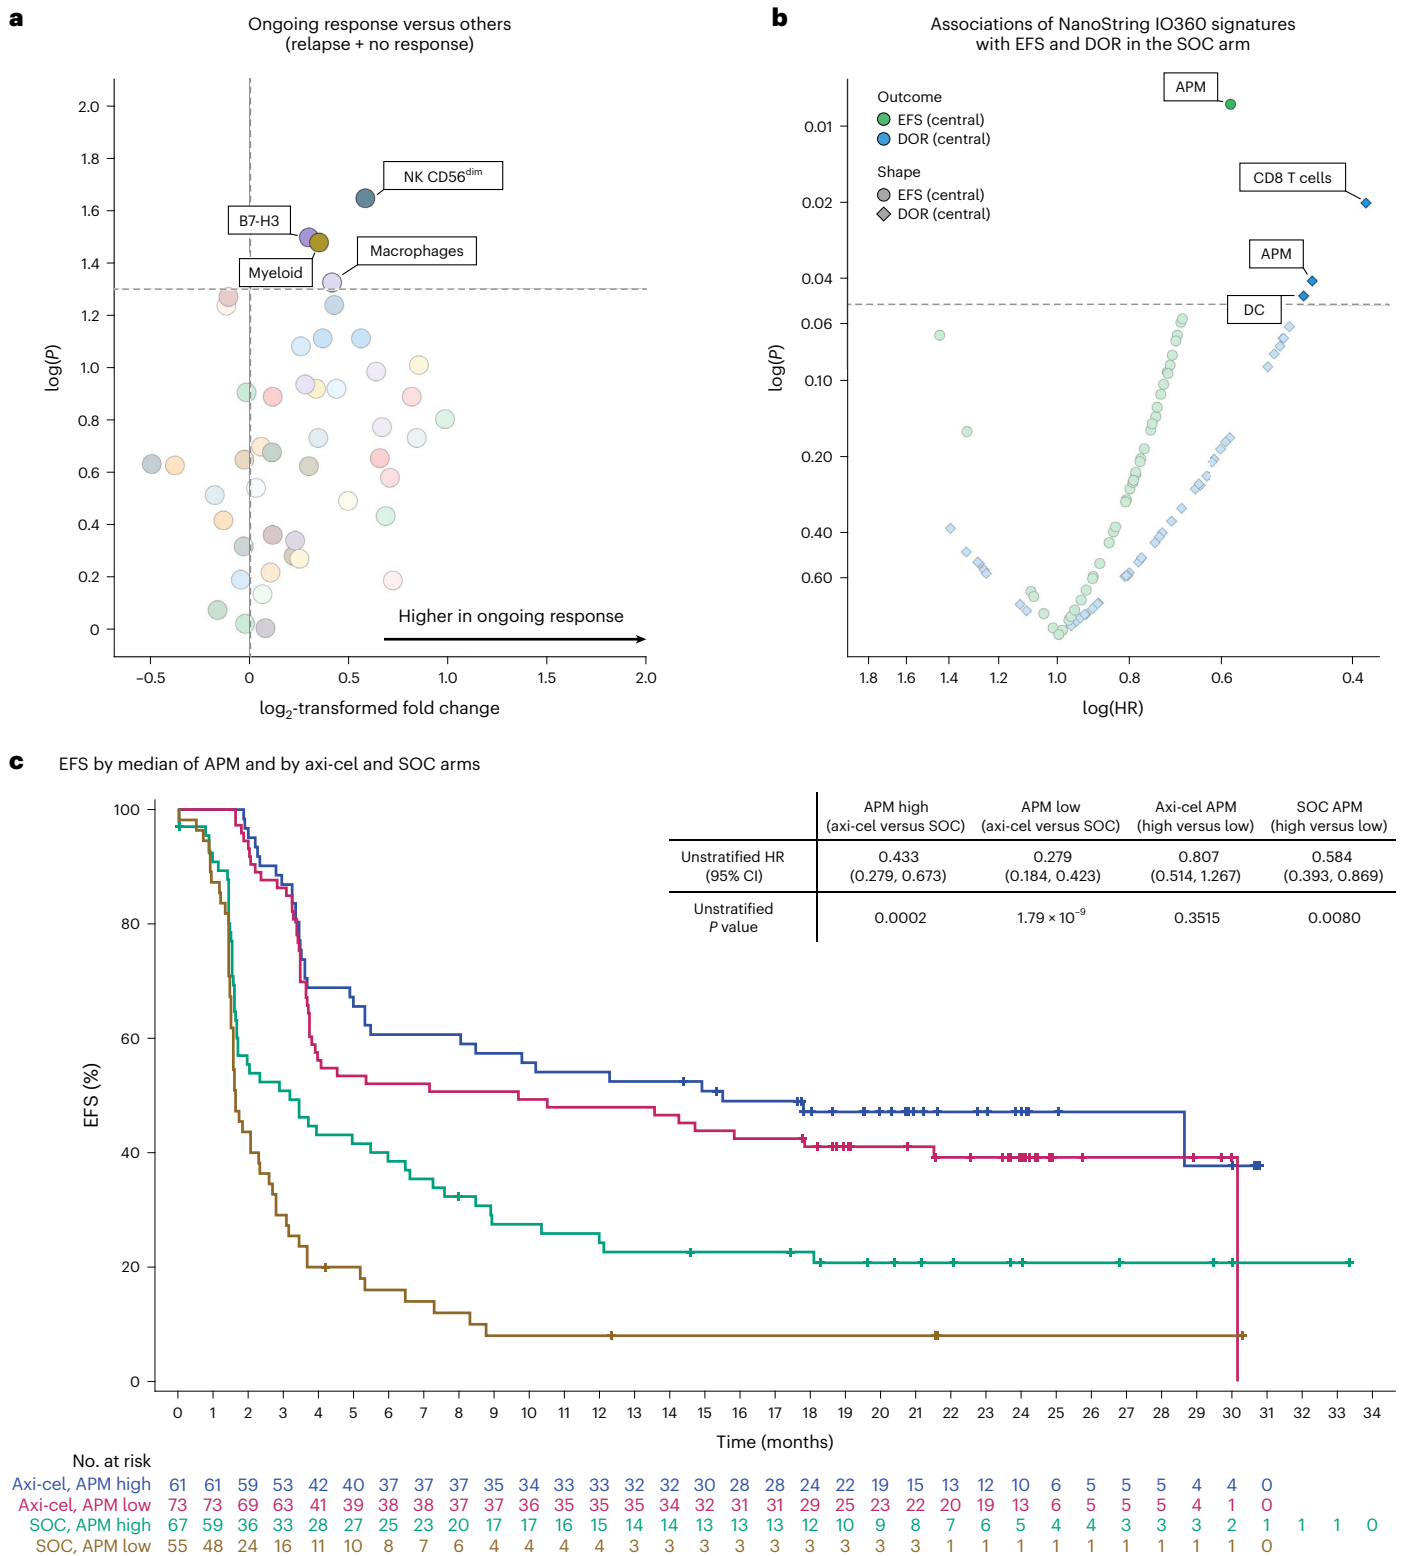 a
Ongoing response versus others
(relapse + no response)
log(P)
2.0
1.8
1.6
1.4
1.2
1.0
0.8
0.6
0.4
0.2
0
NK CD56dim
B7-H3
Macrophages
Myeloid
Higher in ongoing response
−0.5 0 0.5 1.0 1.5 2.0
log2-transformed fold change
b
Associations of NanoString IO360 signatures
with EFS and DOR in the SOC arm
Outcome
EFS (central)
DOR (central)
Shape
EFS (central)
DOR (central)
APM
CD8 T cells
APM
DC
log(P)
0.01
0.02
0.04
0.06
0.10
0.20
0.40
0.60
1.8 1.6 1.4 1.2 1.0 0.8 0.6 0.4
log(HR)
c
EFS by median of APM and by axi-cel and SOC arms
APM high APM low Axi-cel APM SOC APM
(axi-cel versus SOC) (axi-cel versus SOC) (high versus low) (high versus low)
Unstratified HR 0.433 0.279 0.807 0.584
(95% CI) (0.279, 0.673) (0.184, 0.423) (0.514, 1.267) (0.393, 0.869)
Unstratified
P value 0.0002 1.79 × 10−9 0.3515 0.0080
EFS (%)
100
80
60
40
20
0
0 1 2 3 4 5 6 7 8 9 10 11 12 13 14 15 16 17 18 19 20 21 22 23 24 25 26 27 28 29 30 31 32 33 34
Time (months)
No. at risk
Axi-cel, APM high 61 61 59 53 42 40 37 37 37 35 34 33 33 32 32 30 28 28 24 22 19 15 13 12 10 6 5 5 5 4 4 0
Axi-cel, APM low 73 73 69 63 41 39 38 38 37 37 36 35 35 35 34 32 31 31 29 25 23 22 20 19 13 6 5 5 5 4 1 0
SOC, APM high 67 59 36 33 28 27 25 23 20 17 17 16 15 14 14 13 13 13 12 10 9 8 7 6 5 4 4 3 3 3 2 1 1 1 0
SOC, APM low 55 48 24 16 11 10 8 7 6 4 4 4 4 3 3 3 3 3 3 3 3 3 1 1 1 1 1 1 1 1 1 0